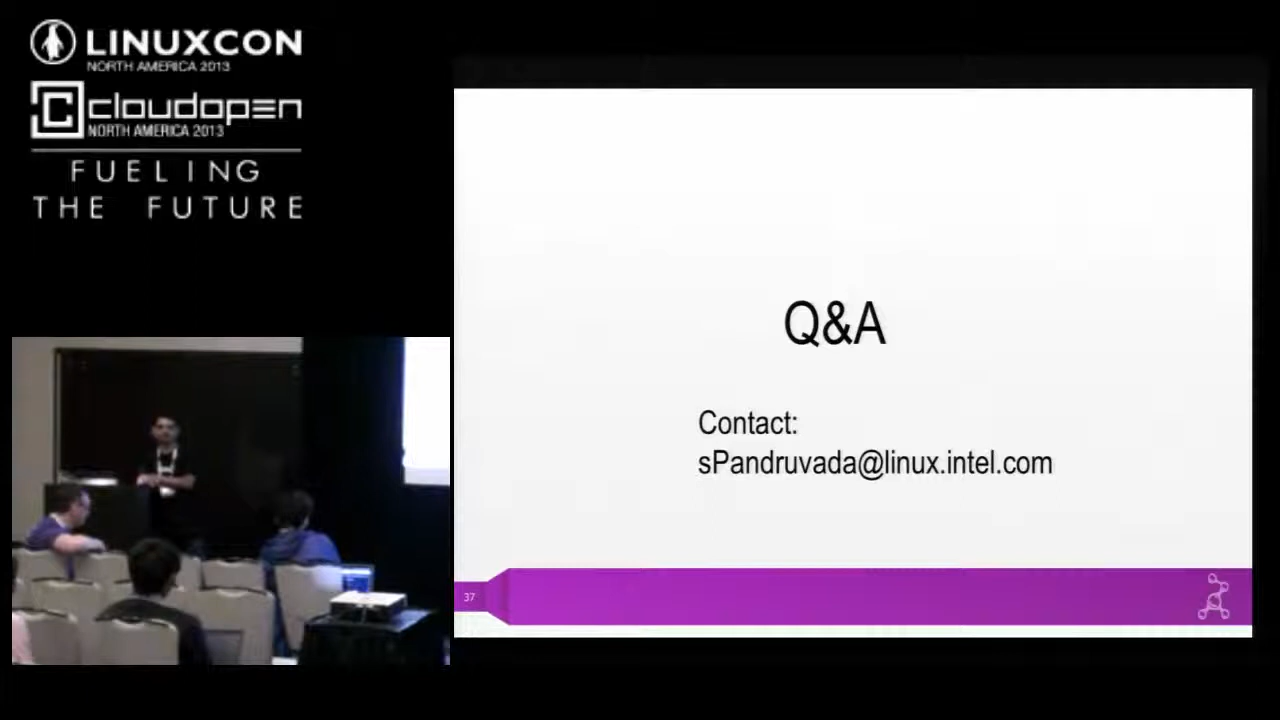 LINUXCON
NORTH AMERICA 2013
cloudopen
NORTH AMERICA 2013
FUELING
THE FUTURE
Q&A
Contact:
sPandruvada@linux.intel.com
37